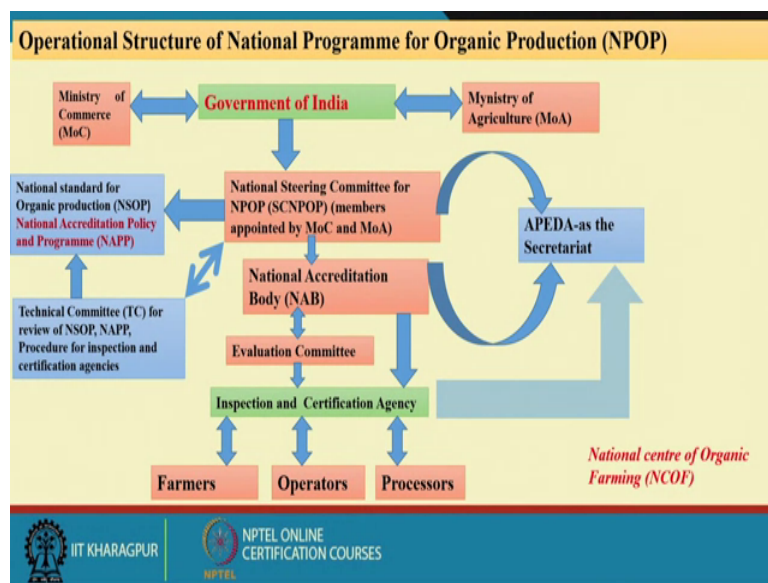 Operational Structure of National Programme for Organic Production (NPOP)
Ministry of
Commerce
(MoC)
Government of India
Mynistry of
Agriculture (MoA)
National standard for
Organic production (NSOP)
National Accreditation Policy
and Programme (NAPP)
National Steering Committee for
NPOP (SCNPOP) (members
appointed by MoC and MoA)
APEDA-as the
Secretariat
National Accreditation
Body (NAB)
Technical Committee (TC) for
review of NSOP, NAPP,
Procedure for inspection and
certification agencies
Evaluation Committee
Inspection and Certification Agency
Farmers
Operators
Processors
National centre of Organic
Farming (NCOF)
IIT KHARAGPUR
NPTEL
NPTEL ONLINE
CERTIFICATION COURSES